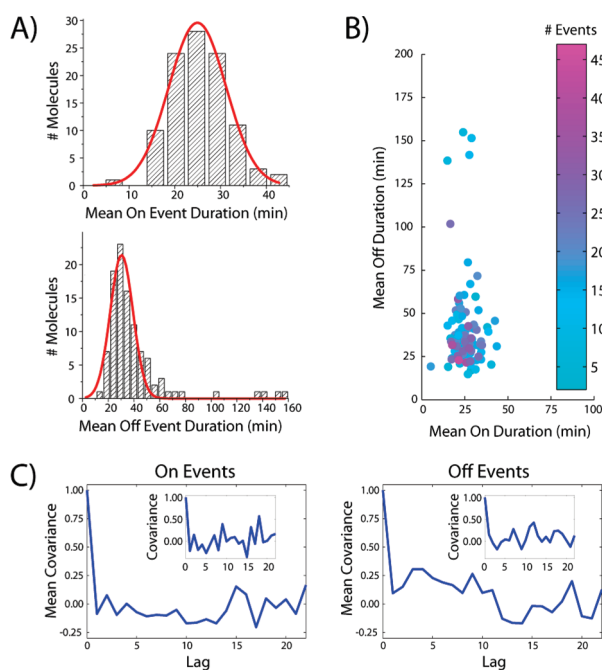 A)
30
25
20
15
10
5
0
# Molecules
0 10 20 30 40
Mean On Event Duration (min)
20
15
10
5
0
# Molecules
0 20 40 60 80 100 120 140 160
Mean Off Event Duration (min)
B)
# Events
200
175
150
125
100
75
50
25
0
Mean Off Duration (min)
0 25 50 75 100
Mean On Duration (min)
45
40
35
30
25
20
15
10
5
C)
On Events
1.00
0.75
0.50
0.25
0.00
-0.25
Mean Covariance
0 5 10 15 20
Lag
1.0
0.50
0.00
Covariance
0 5 10 15 20
Off Events
1.00
0.75
0.50
0.25
0.00
-0.25
Mean Covariance
0 5 10 15 20
Lag
1.0
0.50
0.00
Covariance
0 5 10 15 20